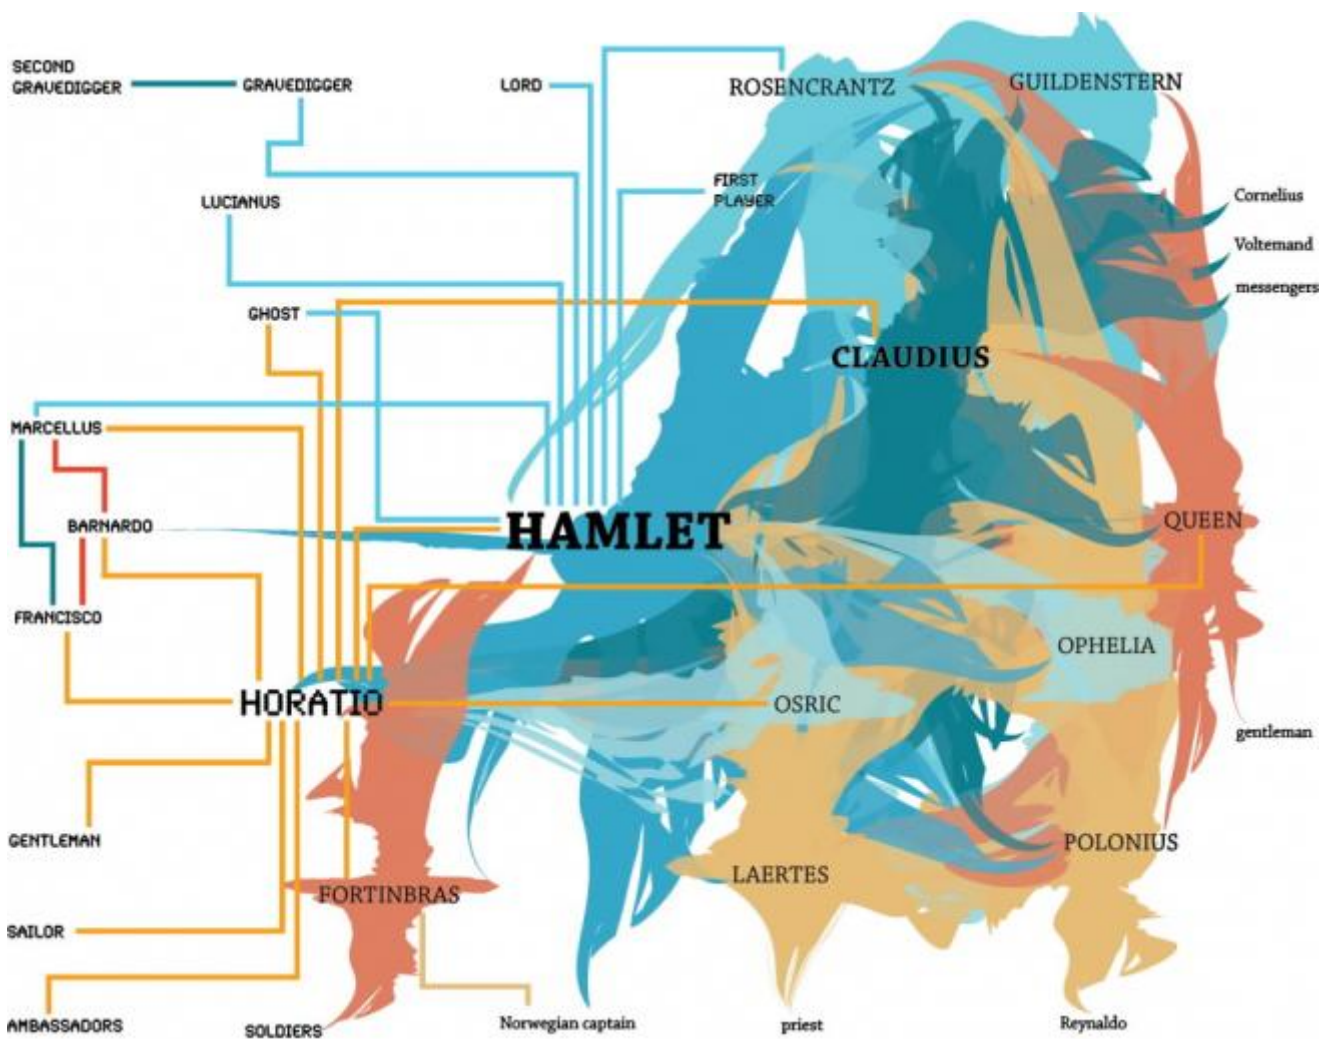 SECOND
GRAVEDIGGER
GRAVEDIGGER
LORD
ROSENCRANTZ
GUILDENSTERN
FIRST
PLAYER
LUCIANUS
Cornelius
Voltemand
messengers
GHOST
CLAUDIUS
MARCELLUS
BARNARDO
HAMLET
QUEEN
FRANCISCO
OPHELIA
HORATIO
OSRIC
gentleman
GENTLEMAN
POLONIUS
LAERTES
FORTINBRAS
SAILOR
AMBASSADORS
SOLDIERS
Norwegian captain
priest
Reynaldo